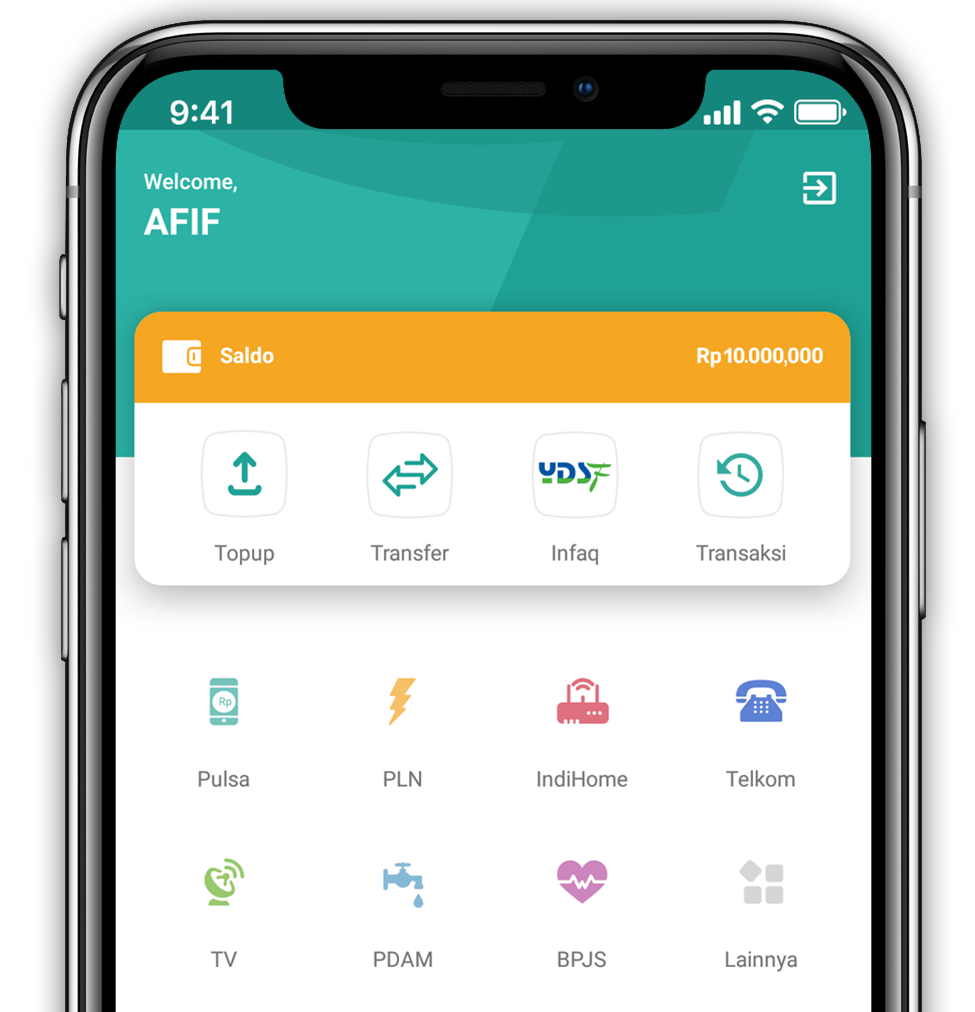 9:41
Welcome,
AFIF
Saldo Rp10.000,000
YDSF
Topup Transfer Infaq Transaksi
Rp
Pulsa PLN IndiHome Telkom
TV PDAM BPJS Lainnya